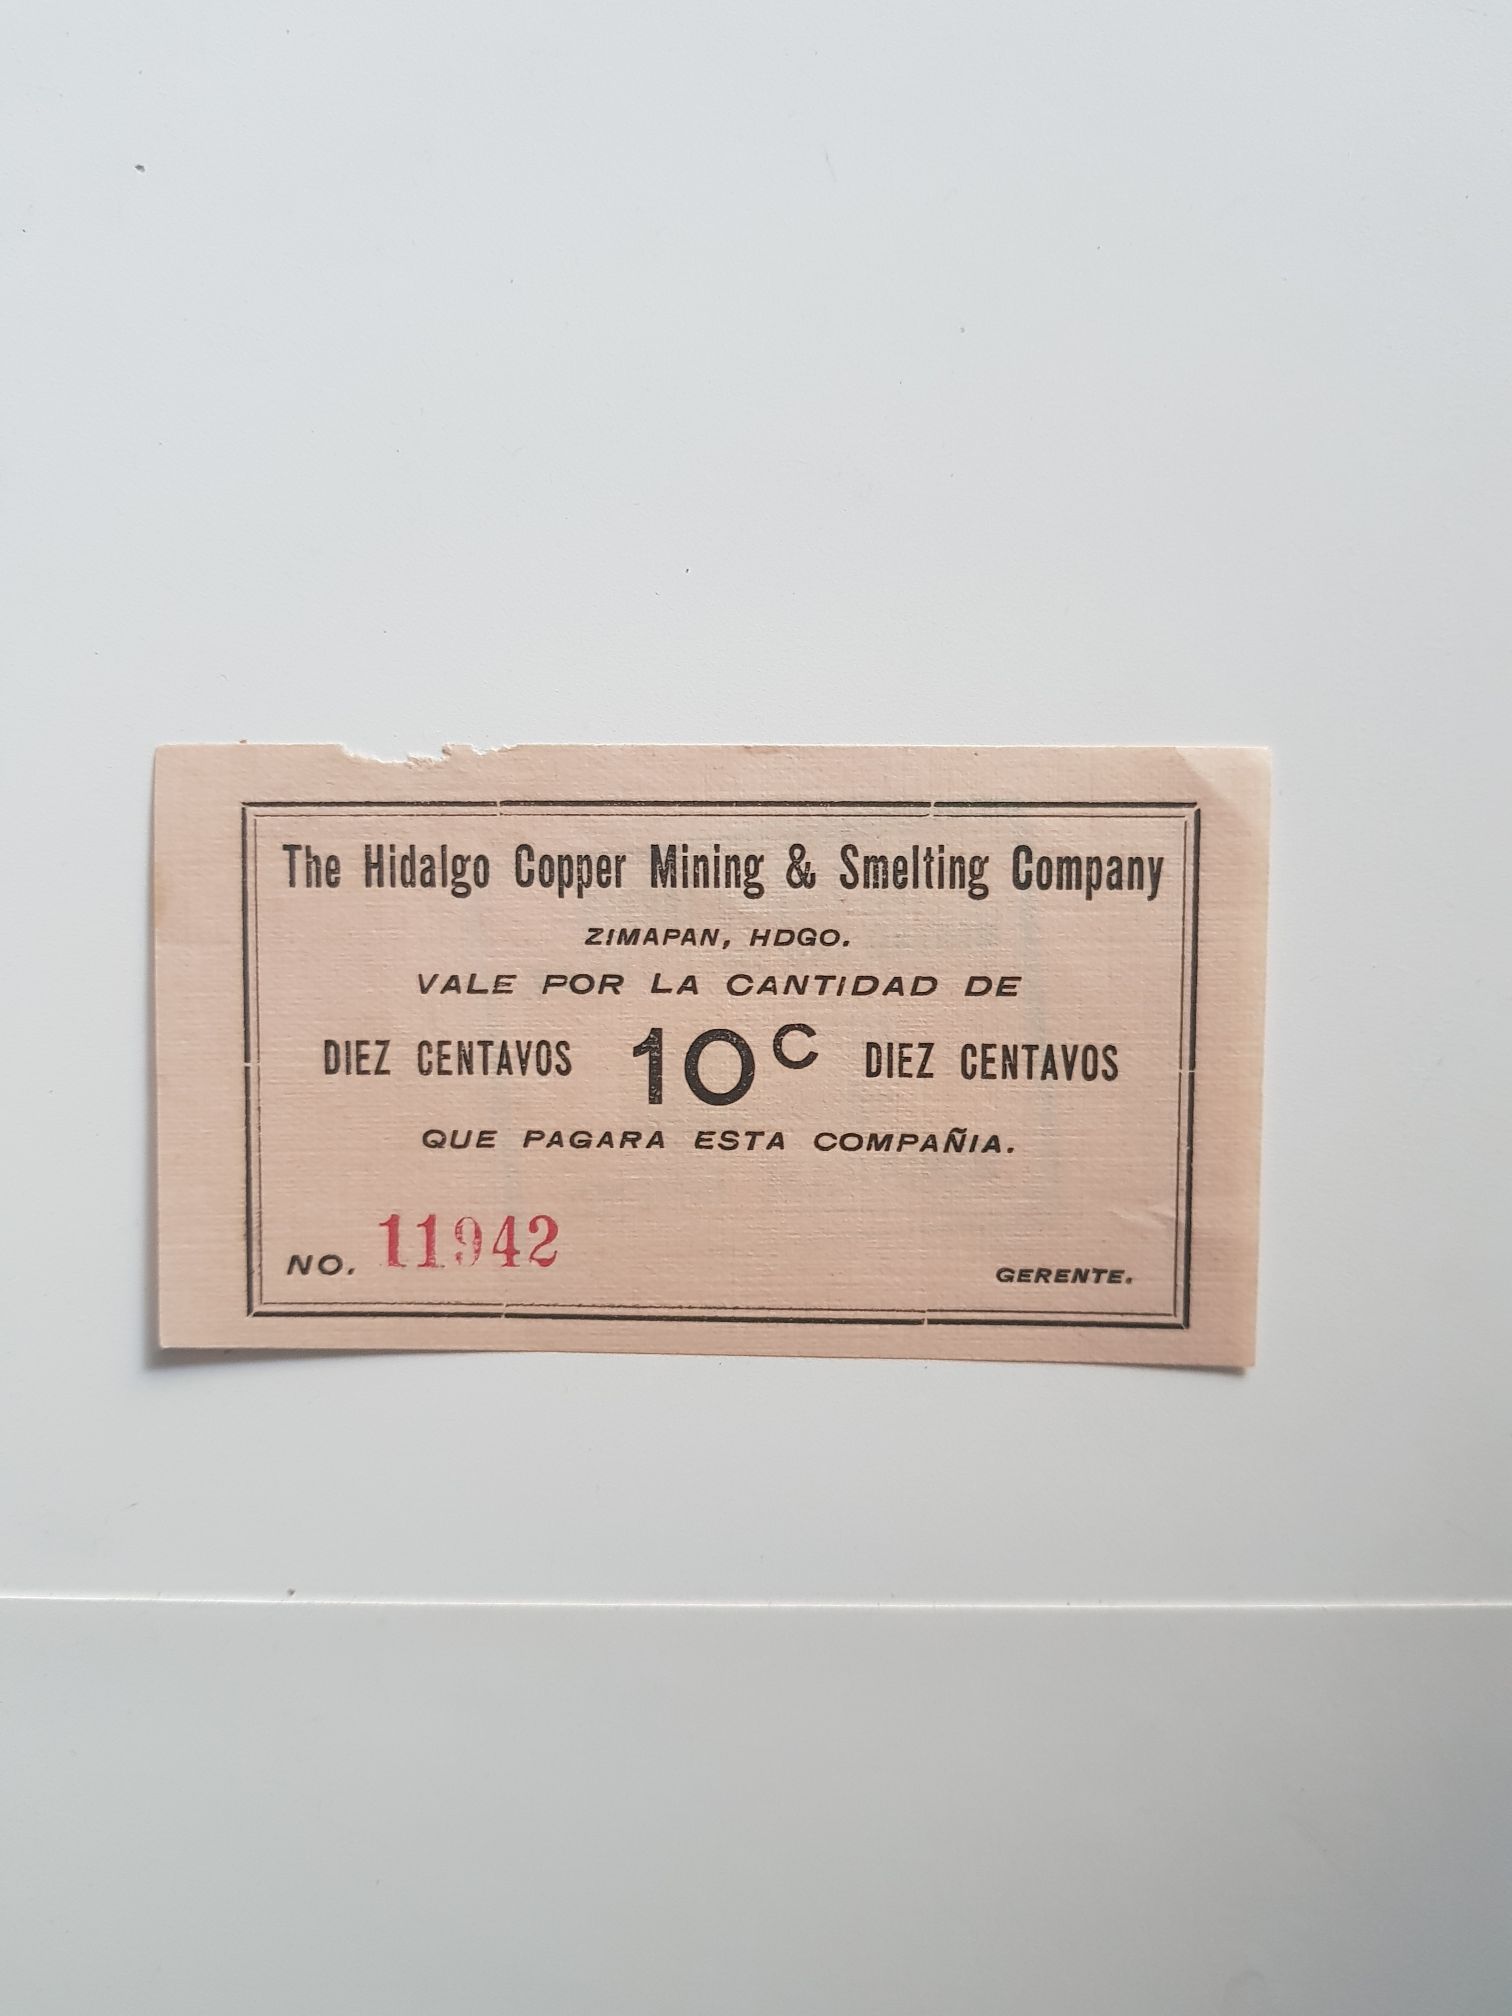 The Hidalgo Copper Mining & Smelting Company
ZIMAPAN, HDGO.
VALE POR LA CANTIDAD DE
DIEZ CENTAVOS 10C DIEZ CENTAVOS
QUE PAGARA ESTA COMPAÑIA.
NO. 11942
GERENTE.